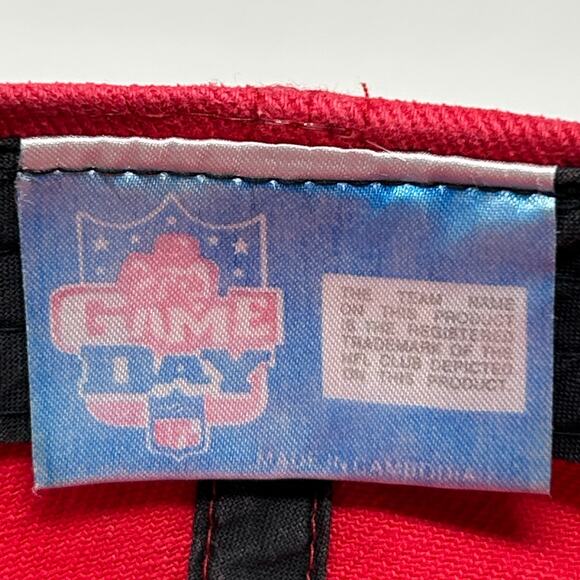 GAME
DAY
THE TEAM NAME
ON THIS PRODUCT
IS THE REGISTERED
TRADEMARK OF THE
NFL CLUB DEPICTED
ON THIS PRODUCT
MADE IN CAMBODIA